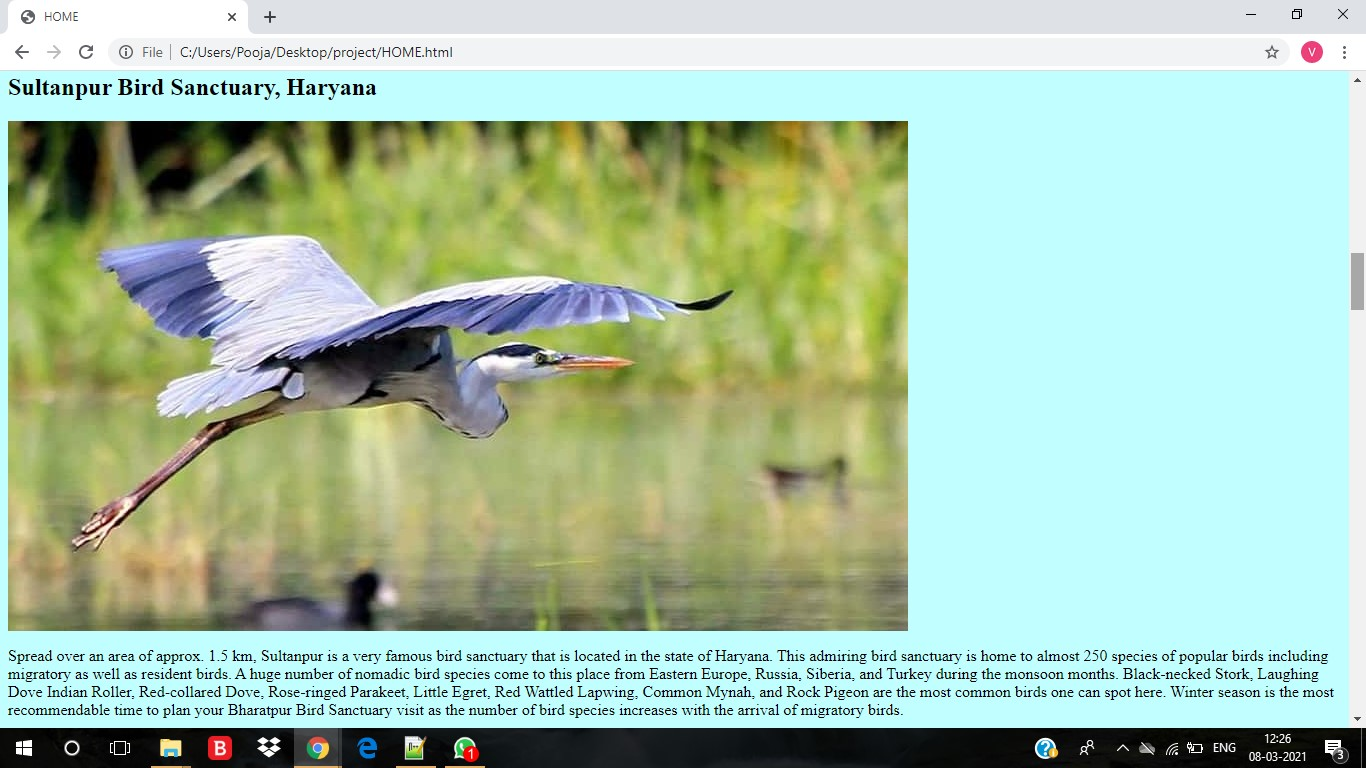 HOME
File
C:/Users/Pooja/Desktop/project/HOME.html
V
Sultanpur Bird Sanctuary, Haryana
Spread over an area of approx. 1.5 km, Sultanpur is a very famous bird sanctuary that is located in the state of Haryana. This admiring bird sanctuary is home to almost 250 species of popular birds including
migratory as well as resident birds. A huge number of nomadic bird species come to this place from Eastern Europe, Russia, Siberia, and Turkey during the monsoon months. Black-necked Stork, Laughing
Dove Indian Roller, Red-collared Dove, Rose-ringed Parakeet, Little Egret, Red Wattled Lapwing, Common Mynah, and Rock Pigeon are the most common birds one can spot here. Winter season is the most
recommendable time to plan your Bharatpur Bird Sanctuary visit as the number of bird species increases with the arrival of migratory birds.
B
1
ENG
12:26
08-03-2021
3